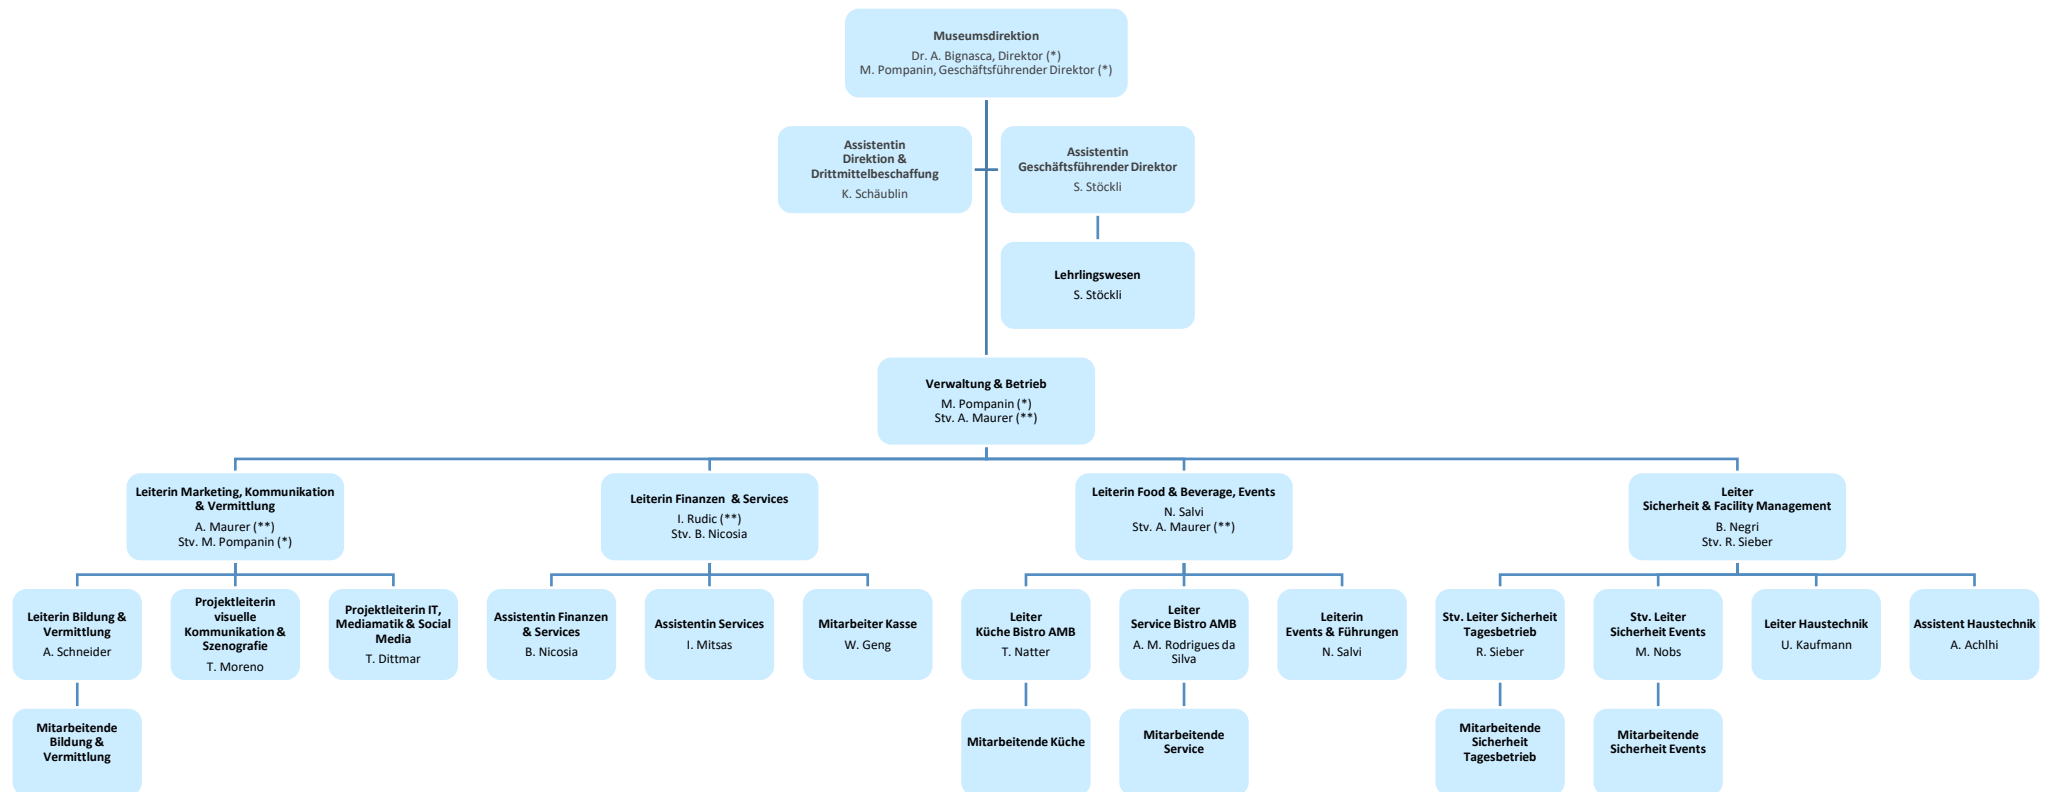 Museumsdirektion
Dr. A. Bignasca, Direktor (*)
M. Pompanin, Geschäftsführender Direktor (*)
Assistentin
Direktion &
Drittmittelbeschaffung
K. Schäublin
Assistentin
Geschäftsführender Direktor
S. Stöckli
Lehrlingswesen
S. Stöckli
Verwaltung & Betrieb
M. Pompanin (*)
Stv. A. Maurer (**)
Leiterin Marketing, Kommunikation
& Vermittlung
A. Maurer (**)
Stv. M. Pompanin (*)
Leiterin Finanzen & Services
I. Rudic (**)
Stv. B. Nicosia
Leiterin Food & Beverage, Events
N. Salvi
Stv. A. Maurer (**)
Leiter
Sicherheit & Facility Management
B. Negri
Stv. R. Sieber
Leiterin Bildung &
Vermittlung
A. Schneider
Projektleiterin
visuelle
Kommunikation &
Szenografie
T. Moreno
Projektleiterin IT,
Mediamatik & Social
Media
T. Dittmar
Assistentin Finanzen
& Services
B. Nicosia
Assistentin Services
I. Mitsas
Mitarbeiter Kasse
W. Geng
Leiter
Küche Bistro AMB
T. Natter
Leiter
Service Bistro AMB
A. M. Rodrigues da
Silva
Leiterin
Events & Führungen
N. Salvi
Stv. Leiter Sicherheit
Tagesbetrieb
R. Sieber
Stv. Leiter
Sicherheit Events
M. Nobs
Leiter Haustechnik
U. Kaufmann
Assistent Haustechnik
A. Achlhi
Mitarbeitende
Bildung &
Vermittlung
Mitarbeitende Küche
Mitarbeitende
Service
Mitarbeitende
Sicherheit
Tagesbetrieb
Mitarbeitende
Sicherheit Events